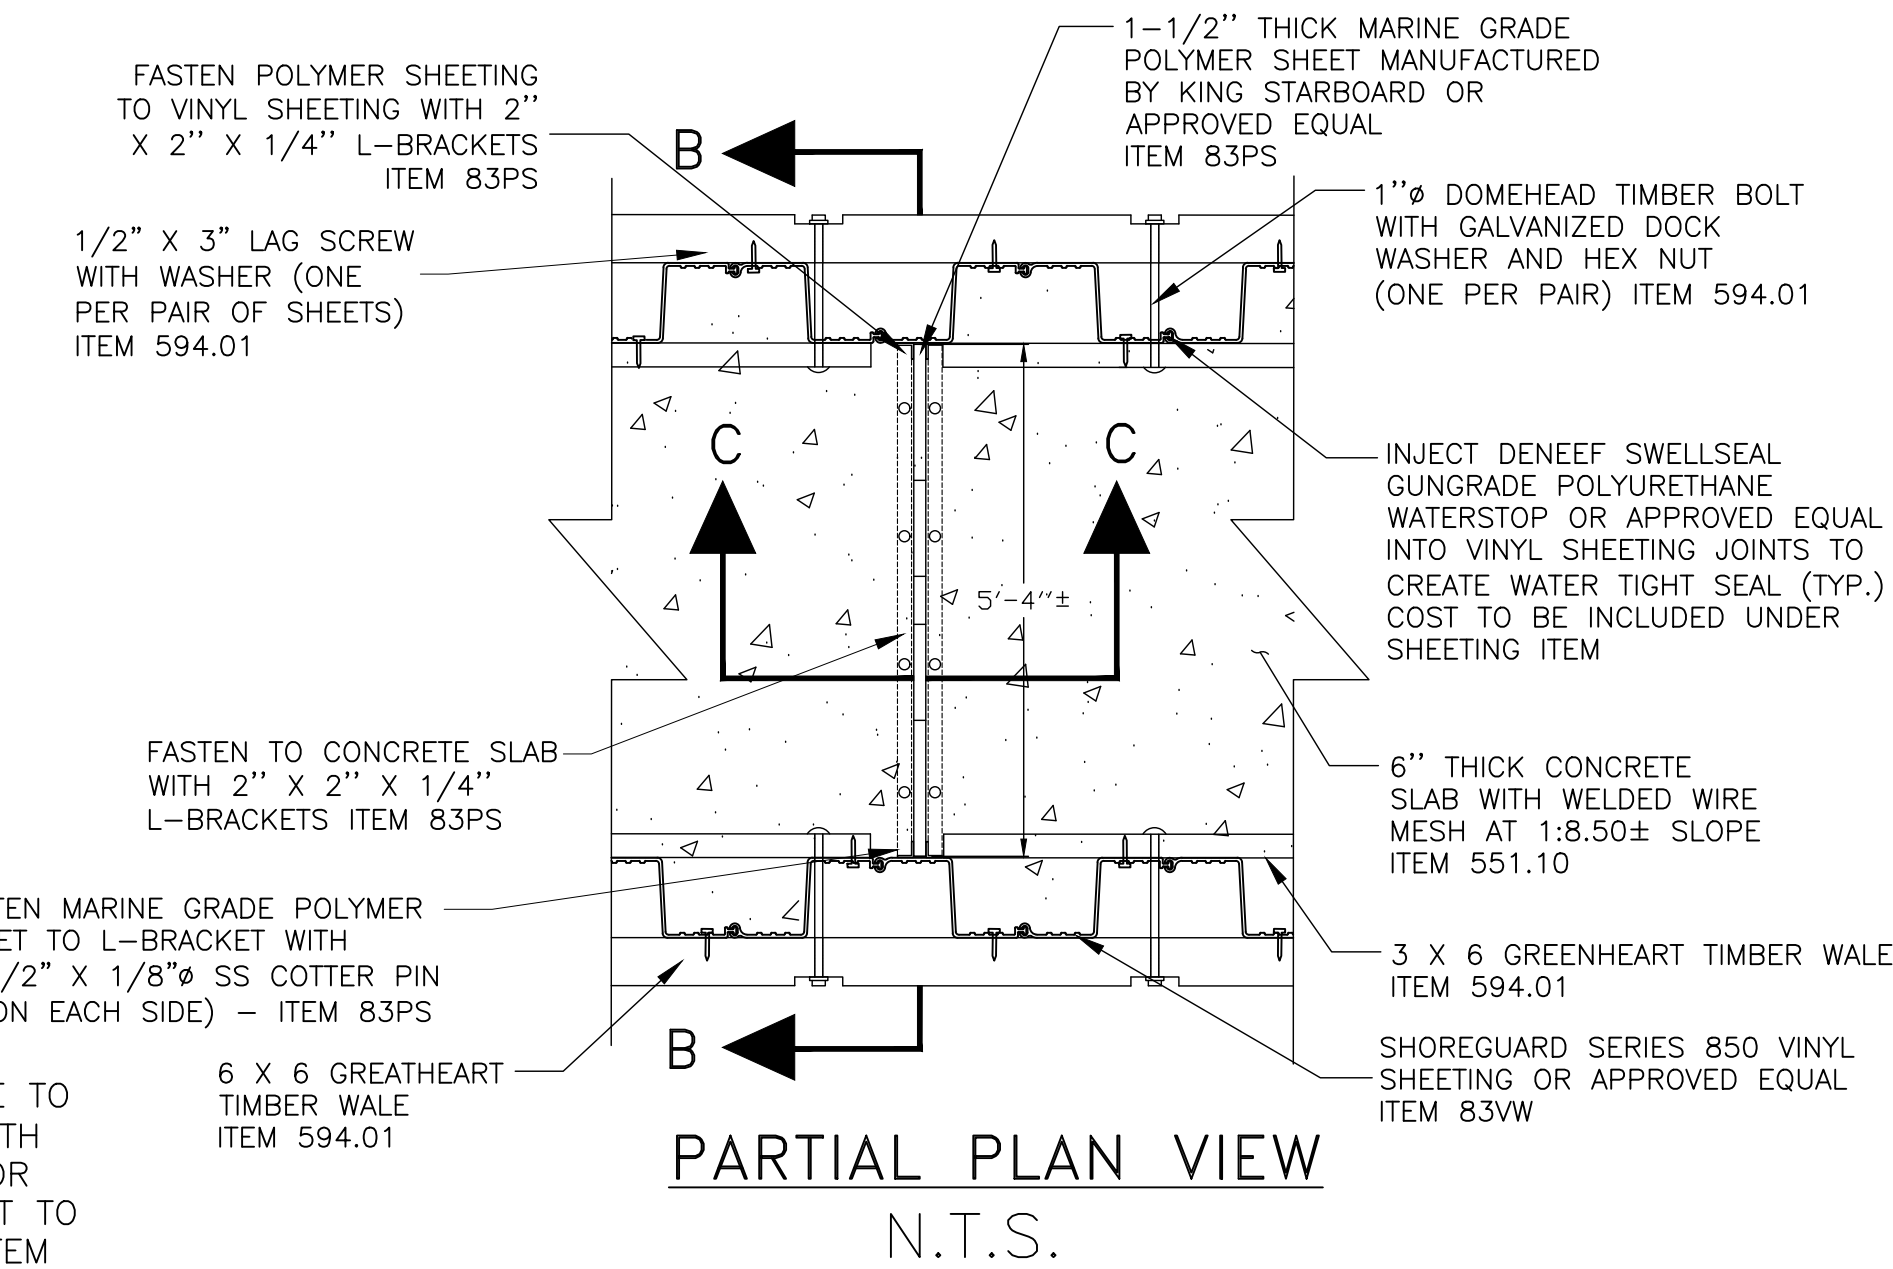 FASTEN POLYMER SHEETING
TO VINYL SHEETING WITH 2''
X 2'' X 1/4'' L-BRACKETS
ITEM 83PS
1/2" X 3" LAG SCREW
WITH WASHER (ONE
PER PAIR OF SHEETS)
ITEM 594.01
1-1/2'' THICK MARINE GRADE
POLYMER SHEET MANUFACTURED
BY KING STARBOARD OR
APPROVED EQUAL
ITEM 83PS
1''ø DOMEHEAD TIMBER BOLT
WITH GALVANIZED DOCK
WASHER AND HEX NUT
(ONE PER PAIR) ITEM 594.01
B
C
C
5'-4"±
INJECT DENEEF SWELLSEAL
GUNGRADE POLYURETHANE
WATERSTOP OR APPROVED EQUAL
INTO VINYL SHEETING JOINTS TO
CREATE WATER TIGHT SEAL (TYP.)
COST TO BE INCLUDED UNDER
SHEETING ITEM
FASTEN TO CONCRETE SLAB
WITH 2'' X 2'' X 1/4''
L-BRACKETS ITEM 83PS
6'' THICK CONCRETE
SLAB WITH WELDED WIRE
MESH AT 1:8.50± SLOPE
ITEM 551.10
TEN MARINE GRADE POLYMER
ET TO L-BRACKET WITH
/2" X 1/8"ø SS COTTER PIN
ON EACH SIDE) - ITEM 83PS
3 X 6 GREENHEART TIMBER WALE
ITEM 594.01
6 X 6 GREATHEART
TIMBER WALE
ITEM 594.01
B
SHOREGUARD SERIES 850 VINYL
SHEETING OR APPROVED EQUAL
ITEM 83VW
E TO
TH
OR
T TO
TEM
PARTIAL PLAN VIEW
N.T.S.